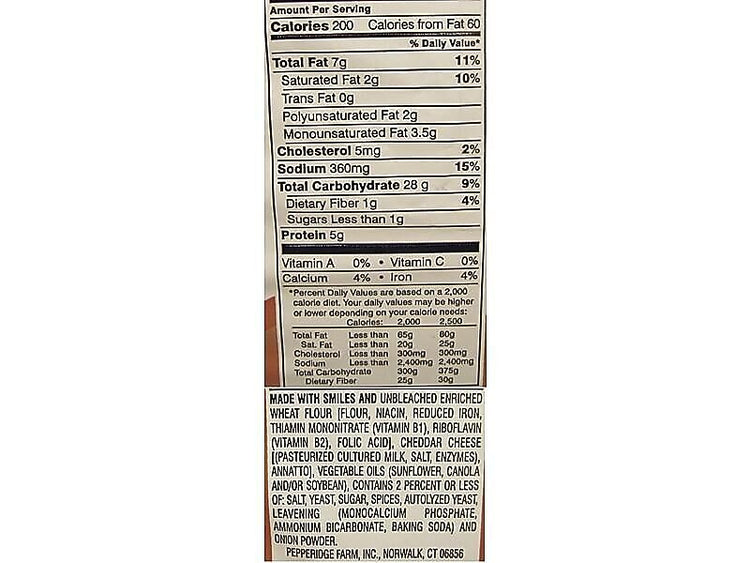 Amount Per Serving
Calories 200 Calories from Fat 60
% Daily Value*
Total Fat 7g 11%
Saturated Fat 2g 10%
Trans Fat 0g
Polyunsaturated Fat 2g
Monounsaturated Fat 3.5g
Cholesterol 5mg 2%
Sodium 360mg 15%
Total Carbohydrate 28 g 9%
Dietary Fiber 1g 4%
Sugars Less than 1g
Protein 5g
Vitamin A 0% • Vitamin C 0%
Calcium 4% • Iron 4%
*Percent Daily Values are based on a 2,000
calorie diet. Your daily values may be higher
or lower depending on your calorie needs:
Calories: 2,000 2,500
Total Fat Less than 65g 80g
Sat. Fat Less than 20g 25g
Cholesterol Less than 300mg 300mg
Sodium Less than 2,400mg 2,400mg
Total Carbohydrate 300g 375g
Dietary Fiber 25g 30g
MADE WITH SMILES AND UNBLEACHED ENRICHED
WHEAT FLOUR [FLOUR, NIACIN, REDUCED IRON,
THIAMIN MONONITRATE (VITAMIN B1), RIBOFLAVIN
(VITAMIN B2), FOLIC ACID], CHEDDAR CHEESE
[(PASTEURIZED CULTURED MILK, SALT, ENZYMES),
ANNATTO], VEGETABLE OILS (SUNFLOWER, CANOLA
AND/OR SOYBEAN), CONTAINS 2 PERCENT OR LESS
OF: SALT, YEAST, SUGAR, SPICES, AUTOLYZED YEAST,
LEAVENING (MONOCALCIUM PHOSPHATE,
AMMONIUM BICARBONATE, BAKING SODA) AND
ONION POWDER.
PEPPERIDGE FARM, INC., NORWALK, CT 06856